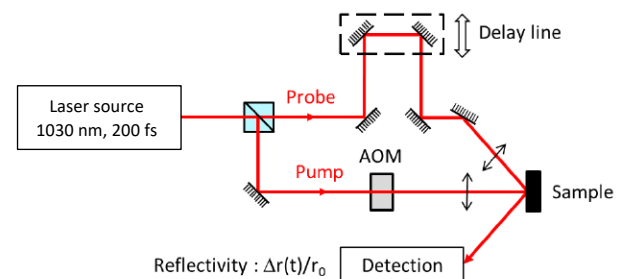 Delay line
Laser source
1030 nm, 200 fs
Probe
Pump
AOM
Sample
Reflectivity : Δr(t)/r₀
Detection